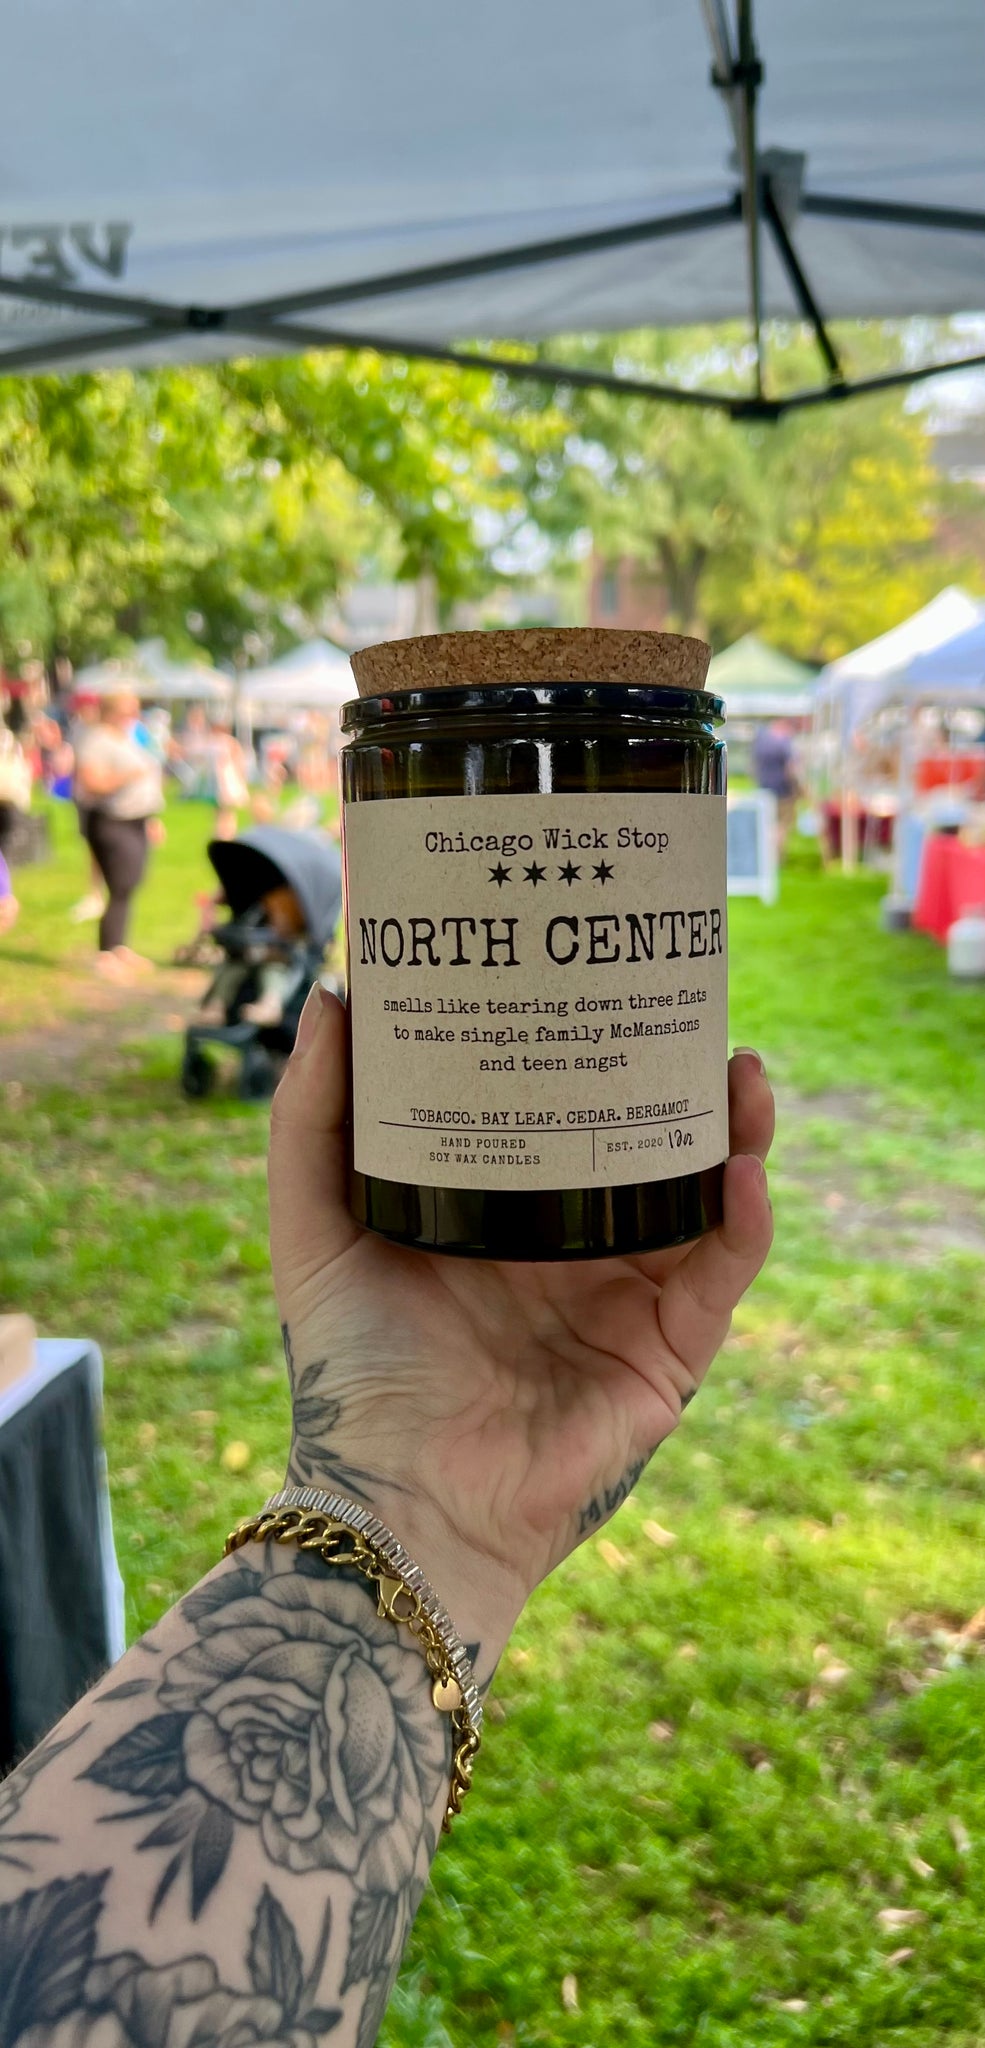 Chicago Wick Stop
NORTH CENTER
smells like tearing down three flats
to make single family McMansions
and teen angst
TOBACCO. BAY LEAF. CEDAR. BERGAMOT
HAND POURED
SOY WAX CANDLES
EST. 2020 12oz